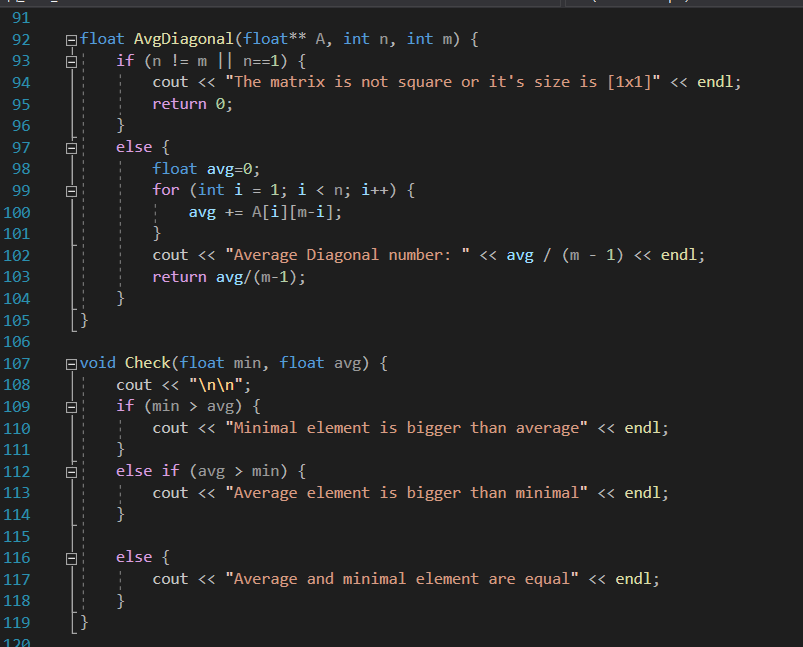 91
92 float AvgDiagonal(float** A, int n, int m) {
93 if (n != m || n==1) {
94 cout << "The matrix is not square or it's size is [1x1]" << endl;
95 return 0;
96 }
97 else {
98 float avg=0;
99 for (int i = 1; i < n; i++) {
100 avg += A[i][m-i];
101 }
102 cout << "Average Diagonal number: " << avg / (m - 1) << endl;
103 return avg/(m-1);
104 }
105 }
106
107 void Check(float min, float avg) {
108 cout << "\n\n";
109 if (min > avg) {
110 cout << "Minimal element is bigger than average" << endl;
111 }
112 else if (avg > min) {
113 cout << "Average element is bigger than minimal" << endl;
114 }
115
116 else {
117 cout << "Average and minimal element are equal" << endl;
118 }
119 }
120